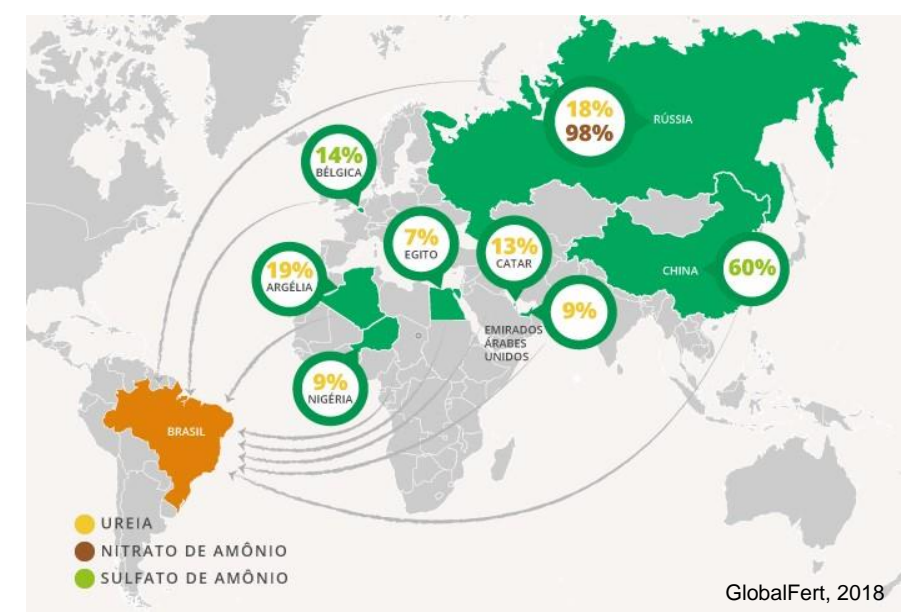 18%
98%
RÚSSIA
14%
BÉLGICA
7%
EGITO
13%
CATAR
19%
ARGÉLIA
CHINA
60%
9%
EMIRADOS
ÁRABES
UNIDOS
9%
NIGÉRIA
BRASIL
UREIA
NITRATO DE AMÔNIO
SULFATO DE AMÔNIO
GlobalFert, 2018